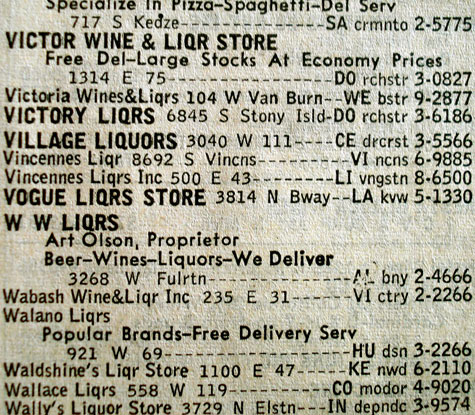 Specialize In Pizza-Spaghetti-Del Serv
717 S Kedze----------------SA crmnto 2-5775
VICTOR WINE & LIQR STORE
Free Del-Large Stocks At Economy Prices
1314 E 75-------------------DO rchstr 3-0827
Victoria Wines&Liqrs 104 W Van Burn--WE bstr 9-2877
VICTORY LIQRS 6845 S Stony Isld-DO rchstr 3-6186
VILLAGE LIQUORS 3040 W 111----CE drcrst 3-5566
Vincennes Liqr 8692 S Vincns-----------VI ncns 6-9885
Vincennes Liqrs Inc 500 E 43--------LI vngstn 8-6500
VOGUE LIQRS STORE 3814 N Bway--LA kvw 5-1330
W W LIQRS
Art Olson, Proprietor
Beer-Wines-Liquors-We Deliver
3268 W Fulrtn-------------------AL bny 2-4666
Wabash Wine&Liqr Inc 235 E 31------VI ctry 2-2266
Walano Liqrs
Popular Brands-Free Delivery Serv
921 W 69---------------------HU dsn 3-2266
Waldshine's Liqr Store 1100 E 47----KE nwd 6-2110
Wallace Liqrs 558 W 119-----------CO modor 4-9020
Wally's Liquor Store 3729 N Elstn---IN depndc 3-9574